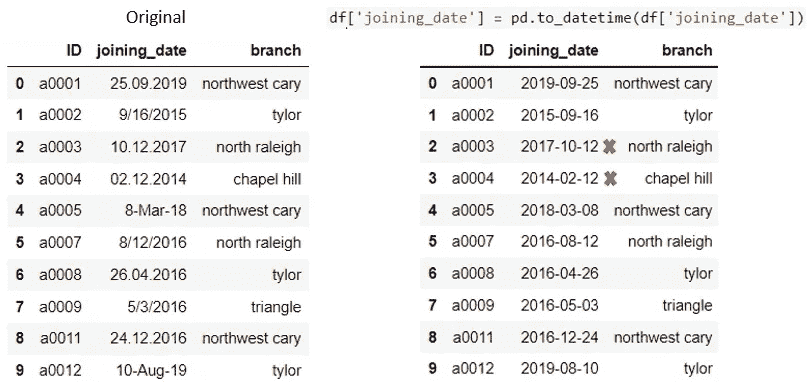 Original
ID joining_date branch
0 a0001 25.09.2019 northwest cary
1 a0002 9/16/2015 tylor
2 a0003 10.12.2017 north raleigh
3 a0004 02.12.2014 chapel hill
4 a0005 8-Mar-18 northwest cary
5 a0007 8/12/2016 north raleigh
6 a0008 26.04.2016 tylor
7 a0009 5/3/2016 triangle
8 a0011 24.12.2016 northwest cary
9 a0012 10-Aug-19 tylor
df['joining_date'] = pd.to_datetime(df['joining_date'])
ID joining_date branch
0 a0001 2019-09-25 northwest cary
1 a0002 2015-09-16 tylor
2 a0003 2017-10-12 ✖ north raleigh
3 a0004 2014-02-12 ✖ chapel hill
4 a0005 2018-03-08 northwest cary
5 a0007 2016-08-12 north raleigh
6 a0008 2016-04-26 tylor
7 a0009 2016-05-03 triangle
8 a0011 2016-12-24 northwest cary
9 a0012 2019-08-10 tylor